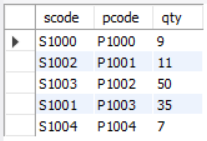 scode pcode qty
S1000 P1000 9
S1002 P1001 11
S1003 P1002 50
S1001 P1003 35
S1004 P1004 7